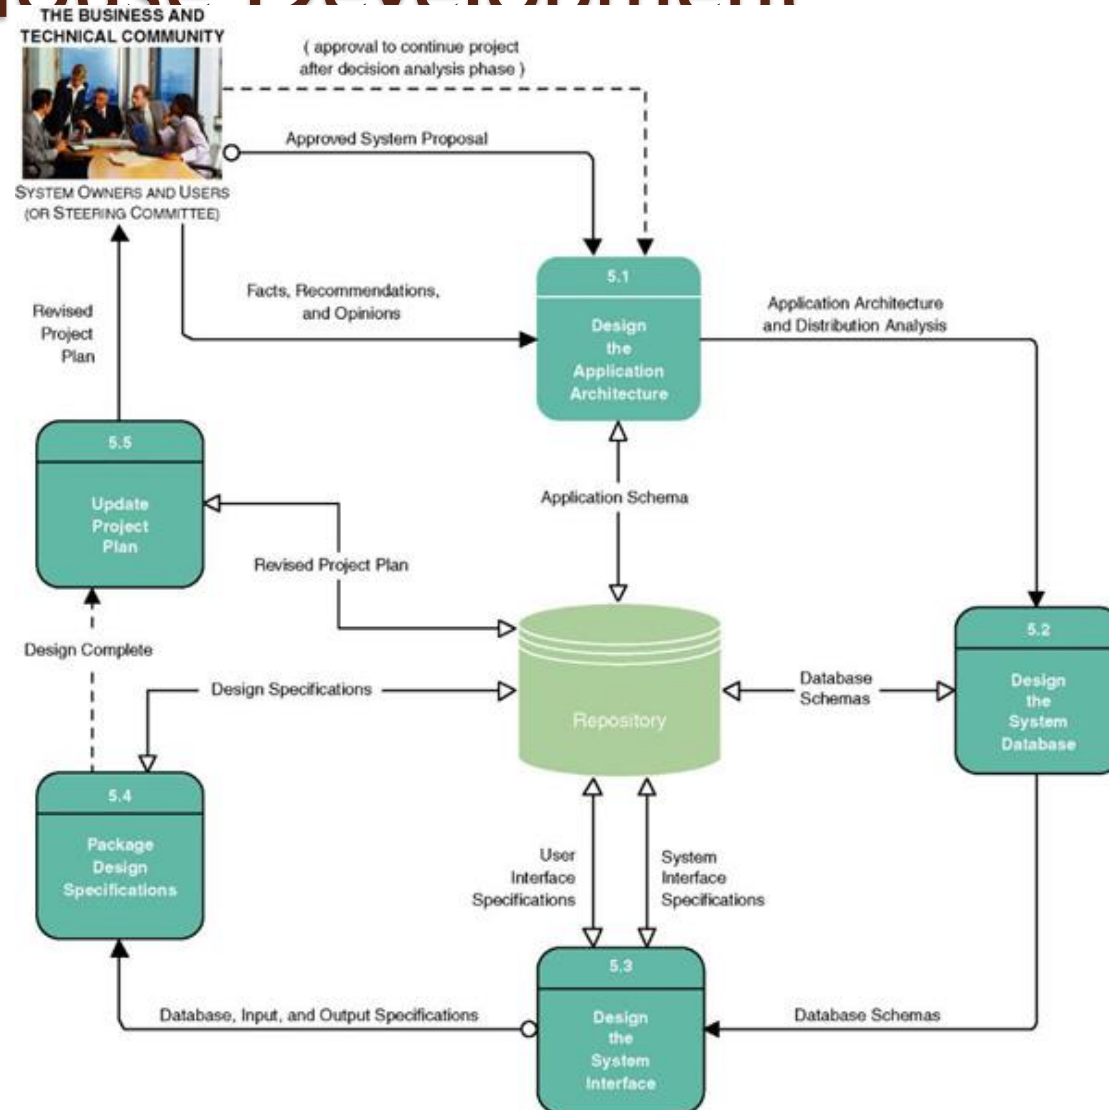 House Development
THE BUSINESS AND
TECHNICAL COMMUNITY
( approval to continue project
after decision analysis phase )
Approved System Proposal
SYSTEM OWNERS AND USERS
(OR STEERING COMMITTEE)
5.1
Design
the
Application
Architecture
Facts, Recommendations,
and Opinions
Application Architecture
and Distribution Analysis
Revised
Project
Plan
5.5
Update
Project
Plan
Application Schema
Revised Project Plan
5.2
Design
the
System
Database
Design Complete
Design Specifications
Database
Schemas
Repository
5.4
Package
Design
Specifications
User
Interface
Specifications
System
Interface
Specifications
5.3
Design
the
System
Interface
Database, Input, and Output Specifications
Database Schemas